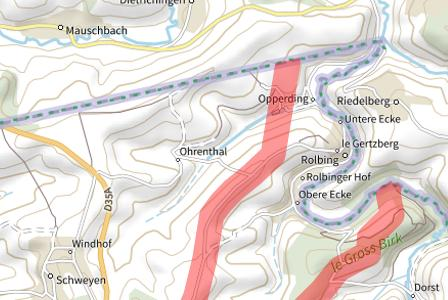 Dietrichingen
Mauschbach
Opperding
Riedelberg
Untere Ecke
le Gertzberg
Ohrenthal
Rolbing
Rolbinger Hof
Obere Ecke
D35A
Windhof
le Gross Birk
Schweyen
Dorst